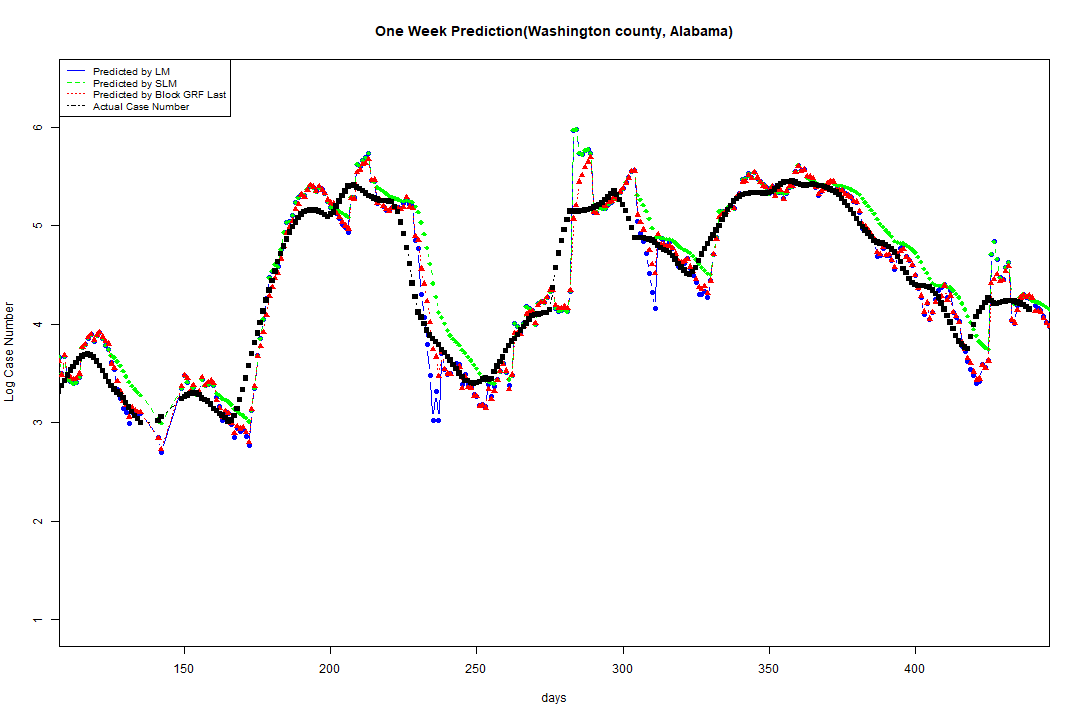 One Week Prediction(Washington county, Alabama)
Predicted by LM
Predicted by SLM
Predicted by Block GRF Last
Actual Case Number
Log Case Number
6
5
4
3
2
1
150 200 250 300 350 400
days